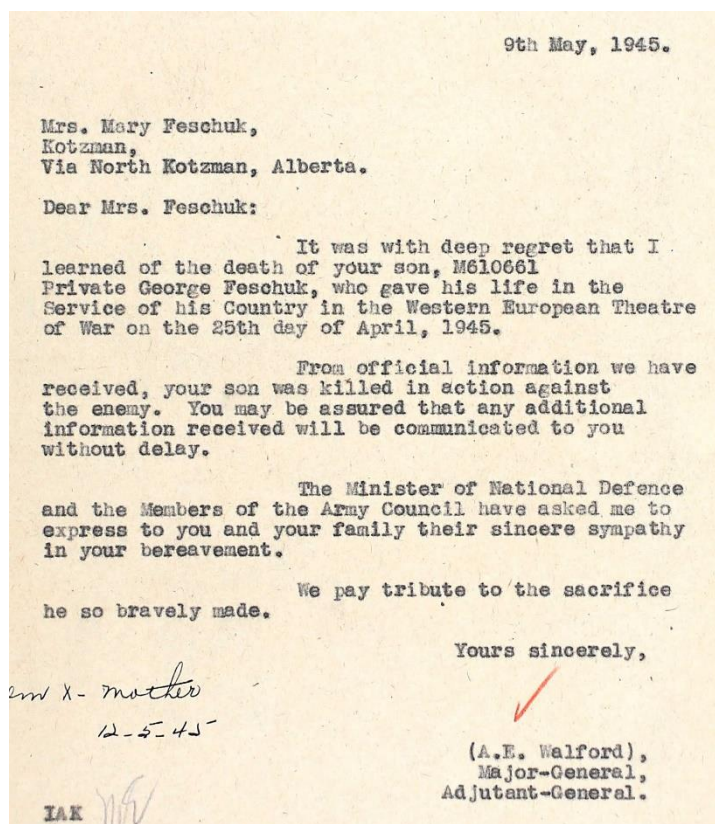 9th May, 1945.
Mrs. Mary Feschuk,
Kotzman,
Via North Kotzman, Alberta.
Dear Mrs. Feschuk:
It was with deep regret that I
learned of the death of your son, M610661
Private George Feschuk, who gave his life in the
Service of his Country in the Western European Theatre
of War on the 25th day of April, 1945.
From official information we have
received, your son was killed in action against
the enemy. You may be assured that any additional
information received will be communicated to you
without delay.
The Minister of National Defence
and the Members of the Army Council have asked me to
express to you and your family their sincere sympathy
in your bereavement.
We pay tribute to the sacrifice
he so bravely made.
Yours sincerely,
X- mother
12-5-45
(A.E. Walford),
Major-General,
Adjutant-General.
IAK